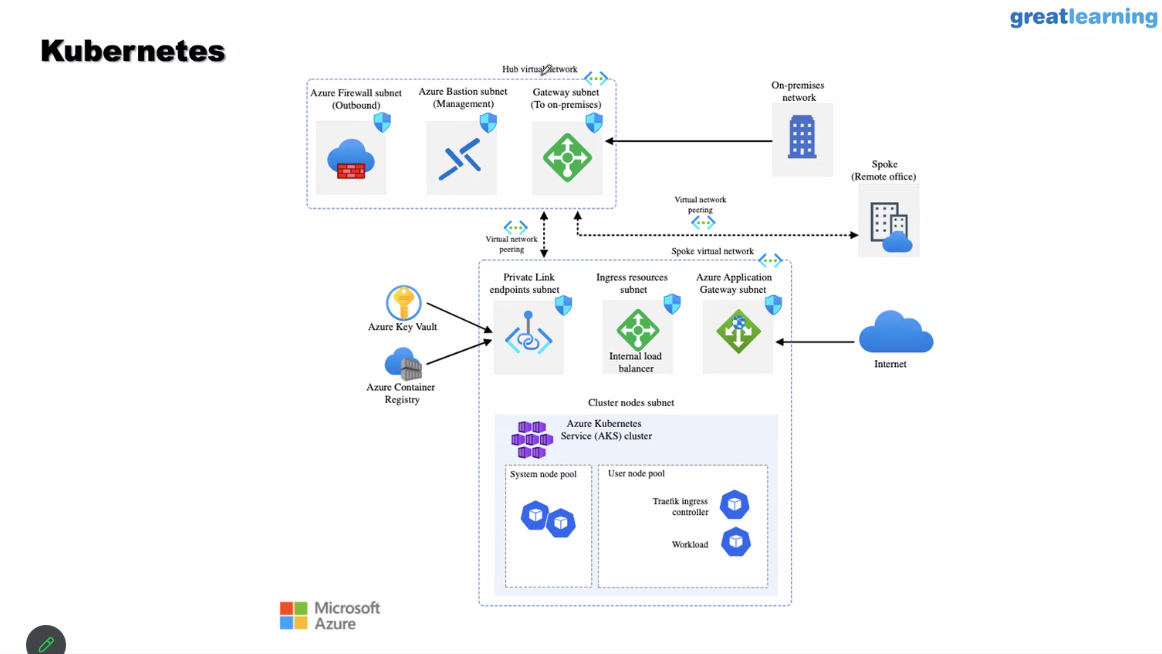 greatlearning
Kubernetes
Hub virtual network
Azure Firewall subnet
(Outbound)
Azure Bastion subnet
(Management)
Gateway subnet
(To on-premises)
On-premises
network
Spoke
(Remote office)
Virtual network
peering
Virtual network
peering
Spoke virtual network
Private Link
endpoints subnet
Ingress resources
subnet
Azure Application
Gateway subnet
Azure Key Vault
Internal load
balancer
Internet
Azure Container
Registry
Cluster nodes subnet
Azure Kubernetes
Service (AKS) cluster
System node pool
User node pool
Traefik ingress
controller
Workload
Microsoft
Azure